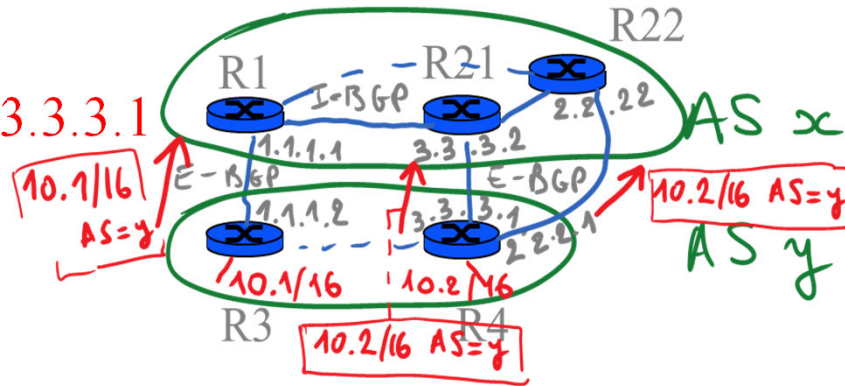 R22
R1
R21
I-BGP
3.3.3.1
2.2.22
AS x
1.1.1.1
3.3.3.2
10.1/16
AS=y
E-BGP
E-BGP
10.2/16 AS=y
1.1.1.2
3.3.3.1
2.2.2.1
AS y
10.1/16
10.2/16
R3
R4
10.2/16 AS=y